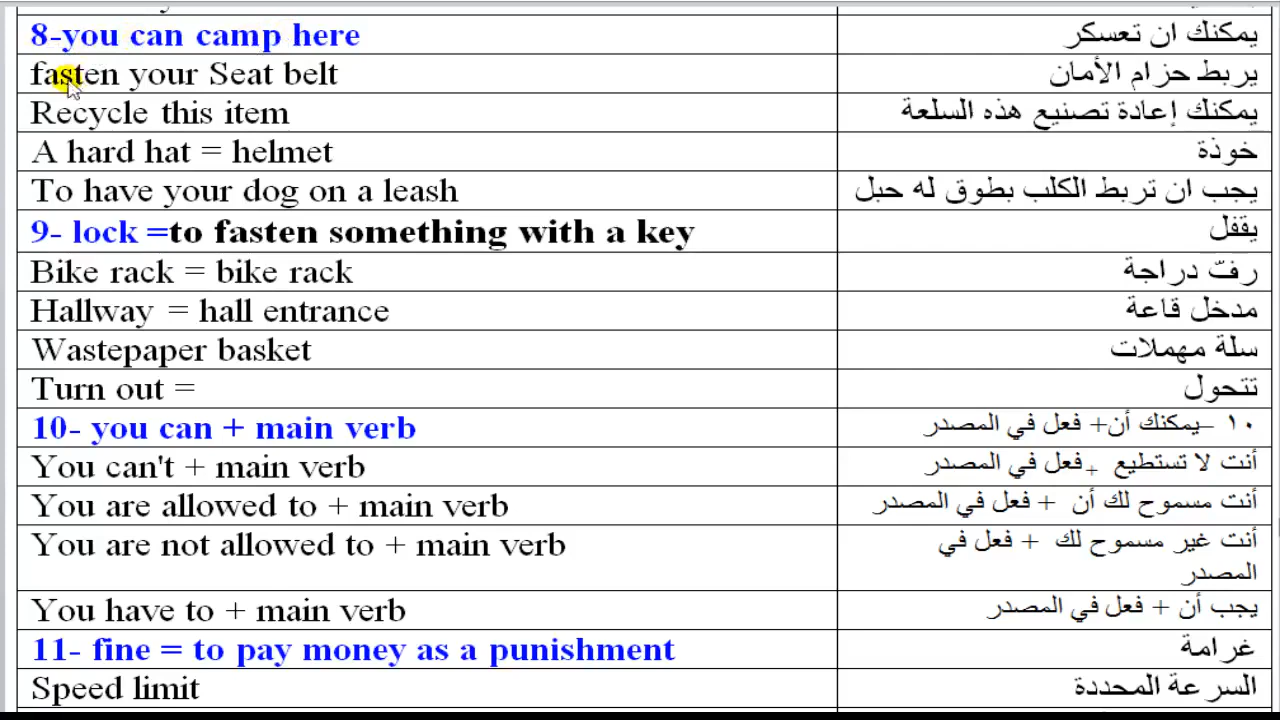 8-you can camp here يمكنك ان تعسكر
fasten your Seat belt يربط حزام الأمان
Recycle this item يمكنك إعادة تصنيع هذه السلعة
A hard hat = helmet خوذة
To have your dog on a leash يجب ان تربط الكلب بطوق له حبل
9- lock =to fasten something with a key يقفل
Bike rack = bike rack رفّ دراجة
Hallway = hall entrance مدخل قاعة
Wastepaper basket سلة مهملات
Turn out = تتحول
10- you can + main verb ١٠ –يمكنك أن+ فعل في المصدر
You can't + main verb أنت لا تستطيع + فعل في المصدر
You are allowed to + main verb أنت مسموح لك أن + فعل في المصدر
You are not allowed to + main verb أنت غير مسموح لك + فعل في
المصدر
You have to + main verb يجب أن + فعل في المصدر
11- fine = to pay money as a punishment غرامة
Speed limit السرعة المحددة